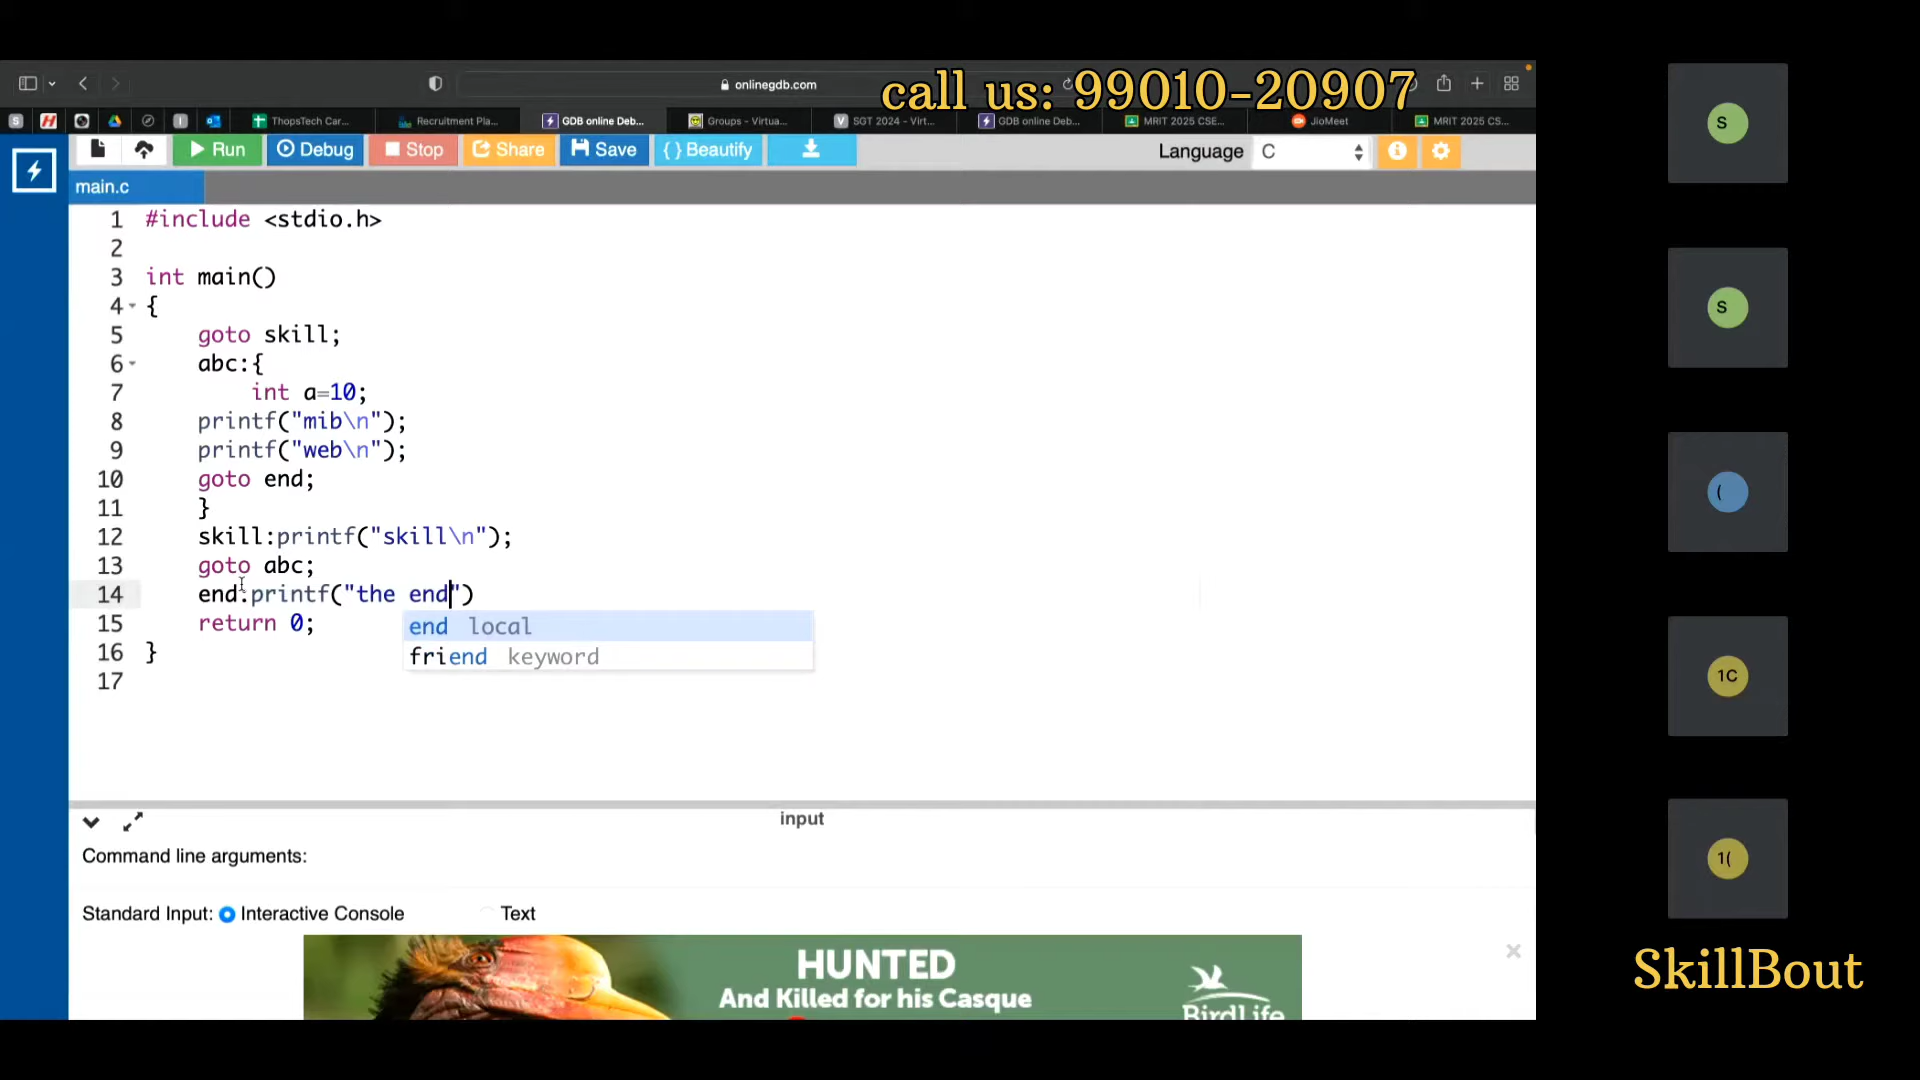 call us: 99010-20907
onlinegdb.com
S
H
I
ThopsTech Car...
Recruitment Pla...
GDB online Deb...
Groups - Virtua...
V
SGT 2024 - Virt...
GDB online Deb...
MRIT 2025 CSE...
JioMeet
MRIT 2025 CS...
Run
Debug
Stop
Share
Save
{ } Beautify
Language
C
main.c
1 #include <stdio.h>
2
3 int main()
4 {
5 goto skill;
6 abc:{
7 int a=10;
8 printf("mib\n");
9 printf("web\n");
10 goto end;
11 }
12 skill:printf("skill\n");
13 goto abc;
14 end:printf("the end")
15 return 0;
16 }
17
end local
friend keyword
input
Command line arguments:
Standard Input:
Interactive Console
Text
HUNTED
And Killed for his Casque
BirdLife
S
S
(
1C
1(
SkillBout